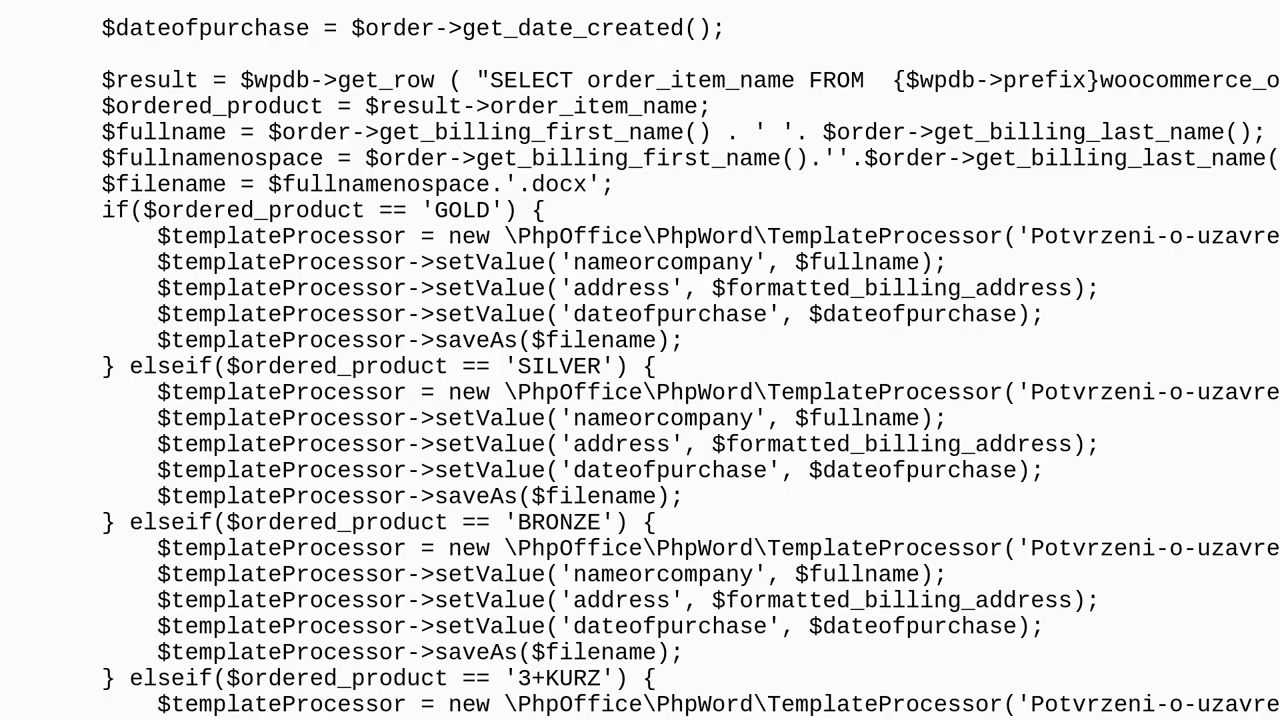 $dateofpurchase = $order->get_date_created();
$result = $wpdb->get_row ( "SELECT order_item_name FROM  {$wpdb->prefix}woocommerce_o
$ordered_product = $result->order_item_name;
$fullname = $order->get_billing_first_name() . ' '. $order->get_billing_last_name();
$fullnamenospace = $order->get_billing_first_name().''.$order->get_billing_last_name(
$filename = $fullnamenospace.'.docx';
if($ordered_product == 'GOLD') {
    $templateProcessor = new \PhpOffice\PhpWord\TemplateProcessor('Potvrzeni-o-uzavre
    $templateProcessor->setValue('nameorcompany', $fullname);
    $templateProcessor->setValue('address', $formatted_billing_address);
    $templateProcessor->setValue('dateofpurchase', $dateofpurchase);
    $templateProcessor->saveAs($filename);
} elseif($ordered_product == 'SILVER') {
    $templateProcessor = new \PhpOffice\PhpWord\TemplateProcessor('Potvrzeni-o-uzavre
    $templateProcessor->setValue('nameorcompany', $fullname);
    $templateProcessor->setValue('address', $formatted_billing_address);
    $templateProcessor->setValue('dateofpurchase', $dateofpurchase);
    $templateProcessor->saveAs($filename);
} elseif($ordered_product == 'BRONZE') {
    $templateProcessor = new \PhpOffice\PhpWord\TemplateProcessor('Potvrzeni-o-uzavre
    $templateProcessor->setValue('nameorcompany', $fullname);
    $templateProcessor->setValue('address', $formatted_billing_address);
    $templateProcessor->setValue('dateofpurchase', $dateofpurchase);
    $templateProcessor->saveAs($filename);
} elseif($ordered_product == '3+KURZ') {
    $templateProcessor = new \PhpOffice\PhpWord\TemplateProcessor('Potvrzeni-o-uzavre